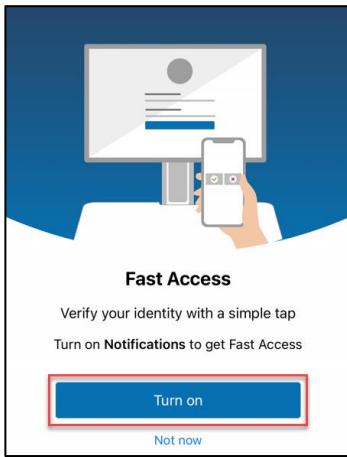 Fast Access
Verify your identity with a simple tap
Turn on Notifications to get Fast Access
Turn on
Not now